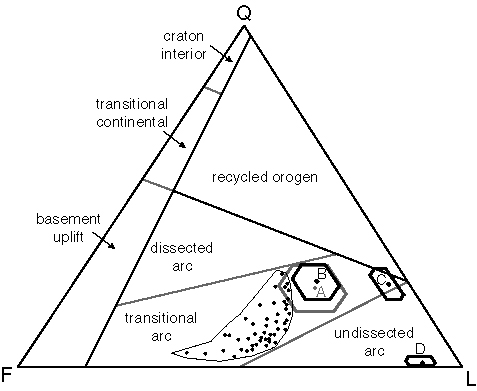 Q
craton
interior
transitional
continental
recycled orogen
basement
uplift
dissected
arc
B
A
C
transitional
arc
undissected
arc
D
F
L